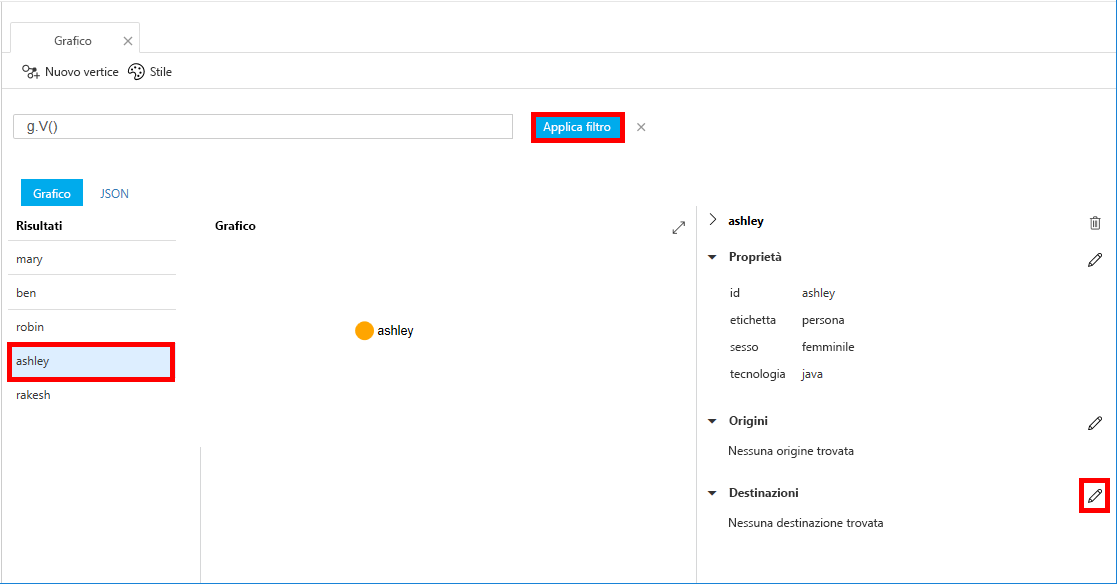 Grafico
Nuovo vertice Stile
g.V()
Applica filtro
Grafico JSON
Risultati
mary
ben
robin
ashley
rakesh
Grafico
ashley
ashley
Proprietà
id ashley
etichetta persona
sesso femminile
tecnologia java
Origini
Nessuna origine trovata
Destinazioni
Nessuna destinazione trovata